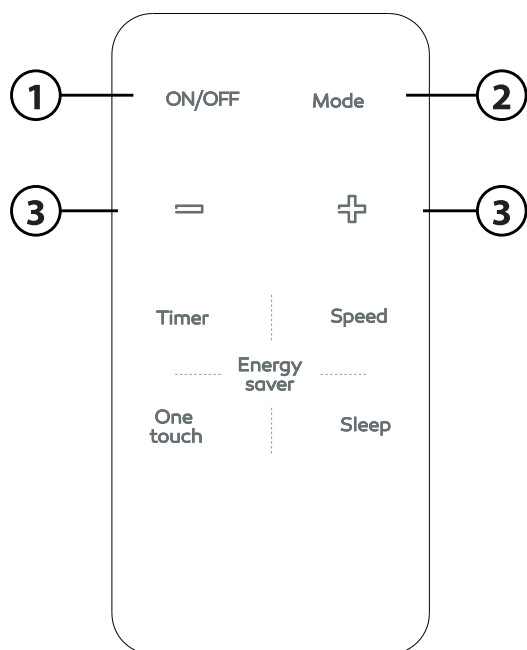 1 ON/OFF Mode 2
3 − + 3
Timer Speed
Energy
saver
One
touch
Sleep